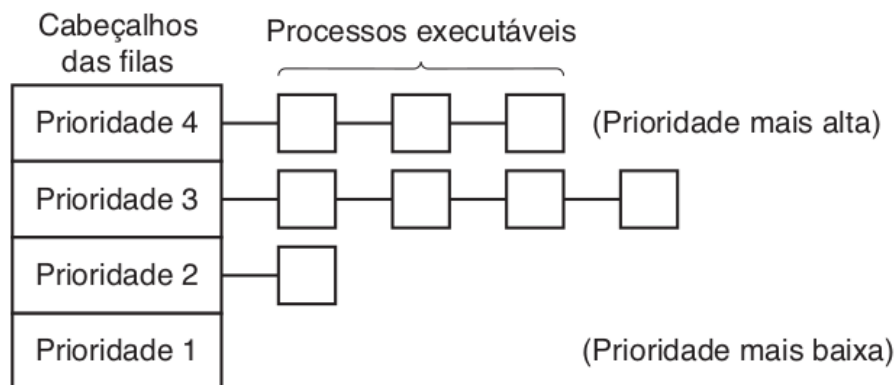 Cabeçalhos
das filas
Processos executáveis
Prioridade 4
(Prioridade mais alta)
Prioridade 3
Prioridade 2
Prioridade 1
(Prioridade mais baixa)